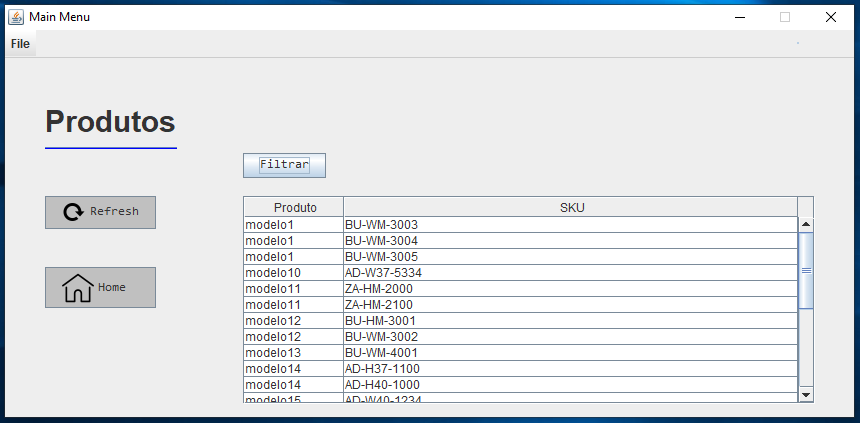 Main Menu
File
Produtos
Filtrar
Refresh
Home
Produto SKU
modelo1 BU-WM-3003
modelo1 BU-WM-3004
modelo1 BU-WM-3005
modelo10 AD-W37-5334
modelo11 ZA-HM-2000
modelo11 ZA-HM-2100
modelo12 BU-HM-3001
modelo12 BU-WM-3002
modelo13 BU-WM-4001
modelo14 AD-H37-1100
modelo14 AD-H40-1000
modelo15 AD-W40-1234